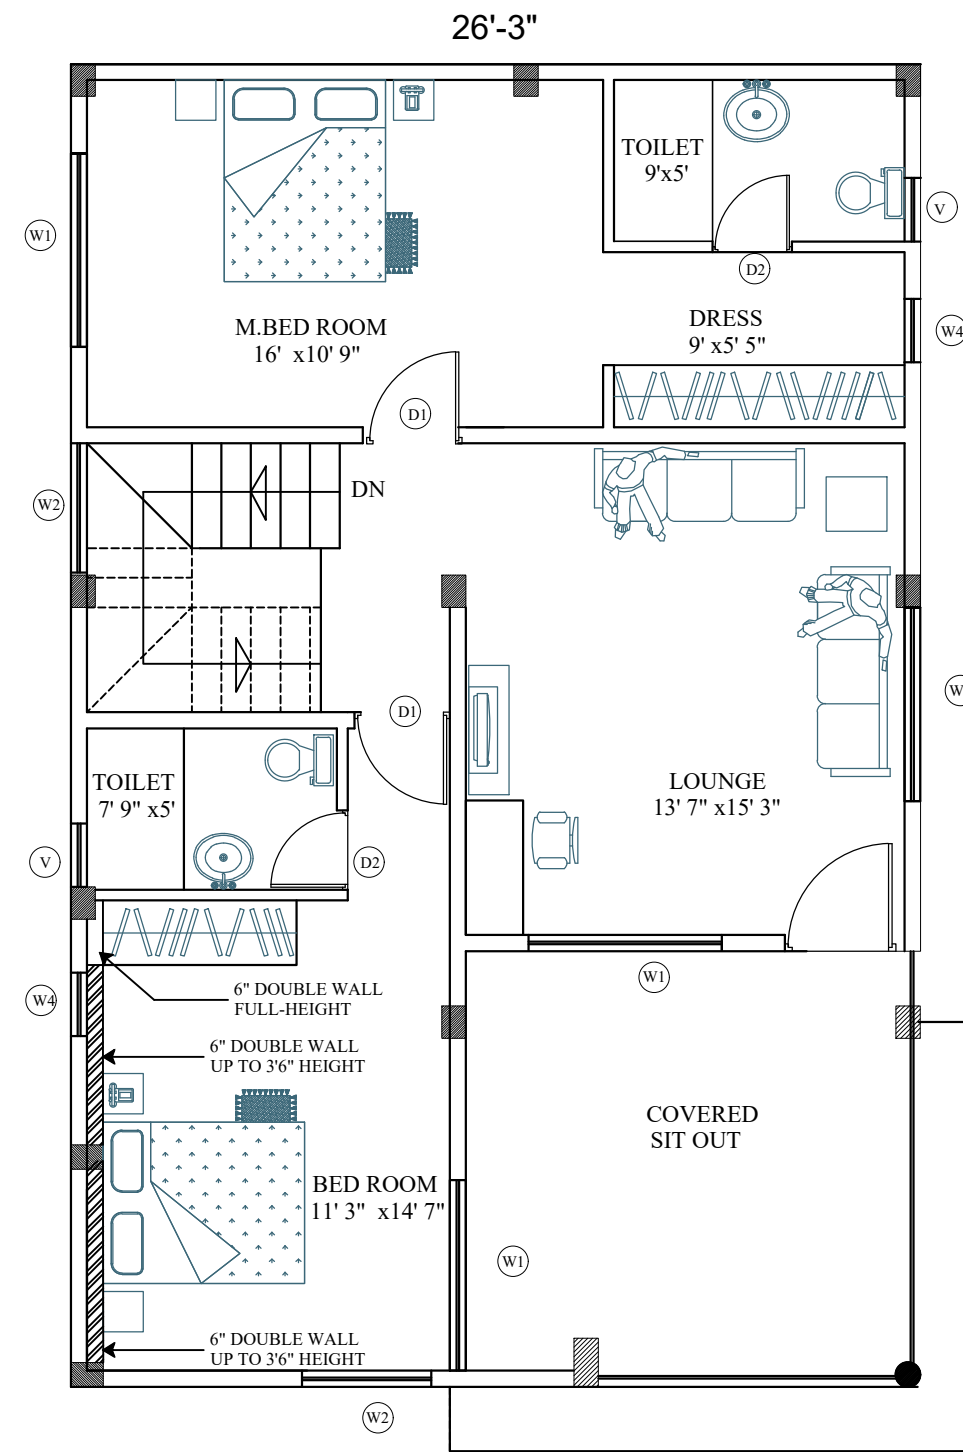 26'-3"
TOILET
9'x5'
W1
V
D2
M.BED ROOM
16' x10' 9"
DRESS
9' x5' 5"
W4
D1
W2
DN
W
D1
TOILET
7' 9" x5'
LOUNGE
13' 7" x15' 3"
V
D2
W4
6" DOUBLE WALL
FULL-HEIGHT
W1
6" DOUBLE WALL
UP TO 3'6" HEIGHT
COVERED
SIT OUT
BED ROOM
11' 3" x14' 7"
W1
6" DOUBLE WALL
UP TO 3'6" HEIGHT
W2